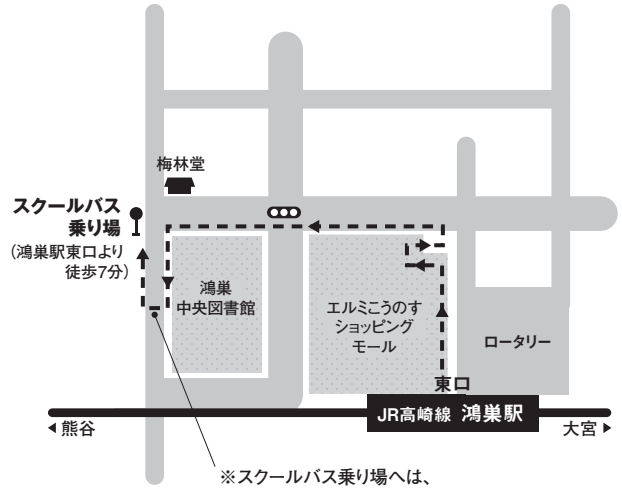 梅林堂
スクールバス
乗り場
(鴻巣駅東口より
徒歩7分)
鴻巣
中央図書館
エルミこうのす
ショッピング
モール
ロータリー
東口
JR高崎線 鴻巣駅
◀熊谷
大宮▶
※スクールバス乗り場へは、